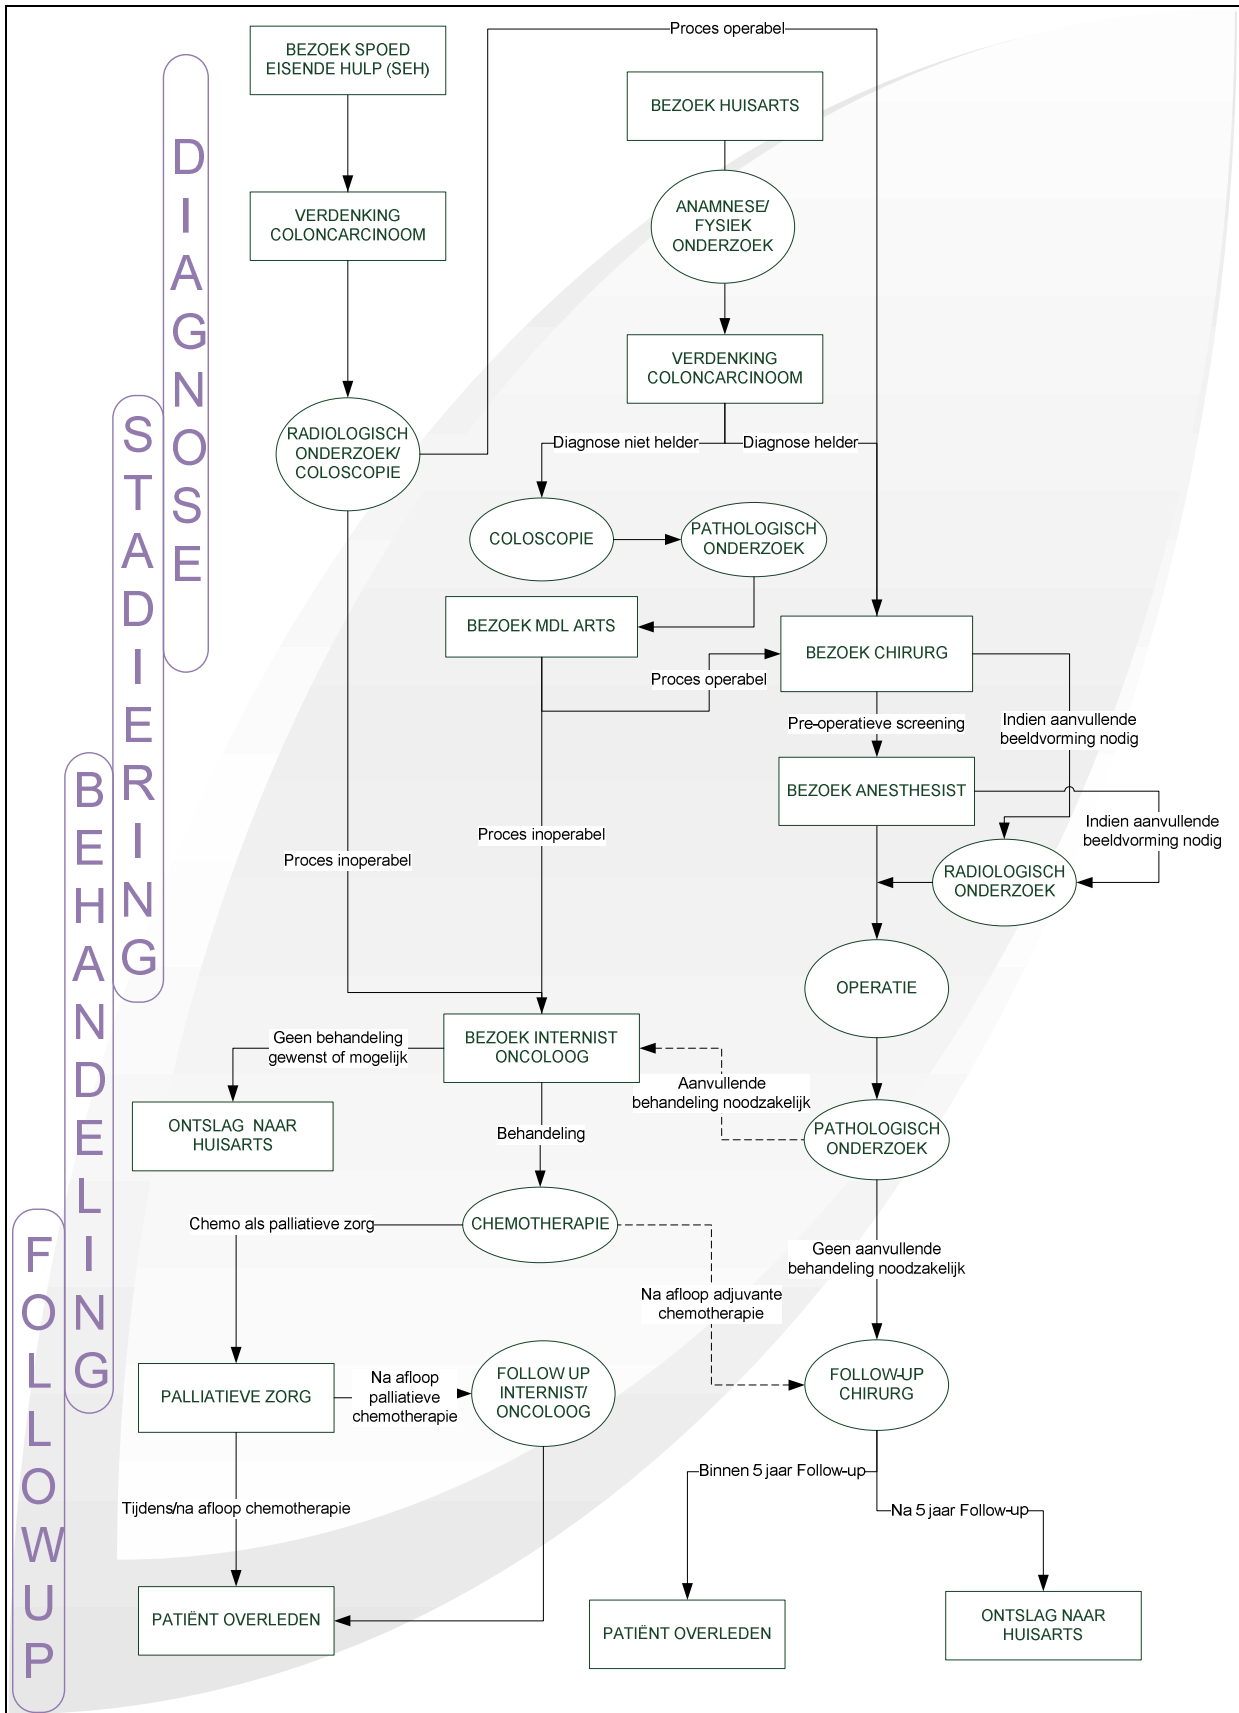 DIAGNOSE
STADIERING
BEHANDELING
FOLLOWUP
Proces operabel
BEZOEK SPOED
EISENDE HULP (SEH)
BEZOEK HUISARTS
ANAMNESE/
FYSIEK
ONDERZOEK
VERDENKING
COLONCARCINOOM
VERDENKING
COLONCARCINOOM
RADIOLOGISCH
ONDERZOEK/
COLOSCOPIE
Diagnose niet helder
Diagnose helder
COLOSCOPIE
PATHOLOGISCH
ONDERZOEK
BEZOEK MDL ARTS
BEZOEK CHIRURG
Proces operabel
Pre-operatieve screening
Indien aanvullende
beeldvorming nodig
BEZOEK ANESTHESIST
Indien aanvullende
beeldvorming nodig
Proces inoperabel
Proces inoperabel
RADIOLOGISCH
ONDERZOEK
OPERATIE
BEZOEK INTERNIST
ONCOLOOG
Geen behandeling
gewenst of mogelijk
Aanvullende
behandeling noodzakelijk
ONTSLAG NAAR
HUISARTS
Behandeling
PATHOLOGISCH
ONDERZOEK
CHEMOTHERAPIE
Chemo als palliatieve zorg
Geen aanvullende
behandeling noodzakelijk
Na afloop adjuvante
chemotherapie
PALLIATIEVE ZORG
Na afloop
palliatieve
chemotherapie
FOLLOW UP
INTERNIST/
ONCOLOOG
FOLLOW-UP
CHIRURG
Binnen 5 jaar Follow-up
Na 5 jaar Follow-up
Tijdens/na afloop chemotherapie
PATIËNT OVERLEDEN
PATIËNT OVERLEDEN
ONTSLAG NAAR
HUISARTS